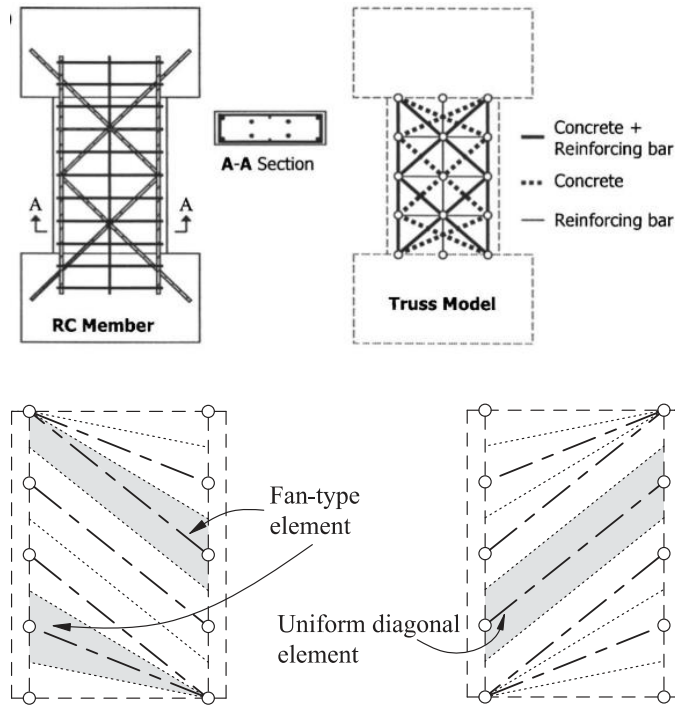 )
A
A
RC Member
A-A Section
Concrete +
Reinforcing bar
Concrete
Reinforcing bar
Truss Model
Fan-type
element
Uniform diagonal
element